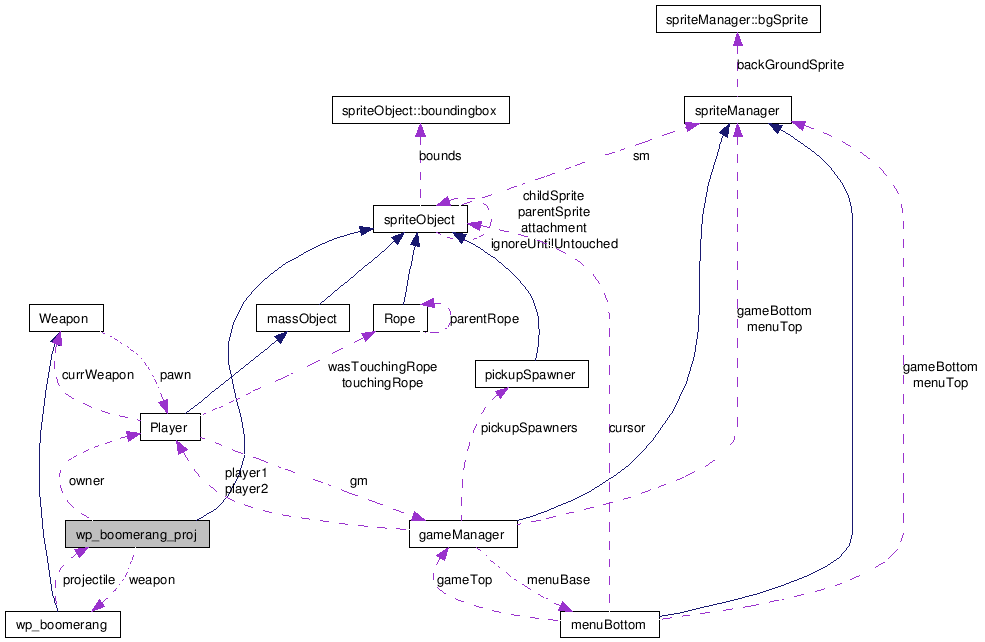 spriteManager::bgSprite
backGroundSprite
spriteObject::boundingbox
spriteManager
bounds
sm
childSprite
parentSprite
attachment
ignoreUntilUntouched
spriteObject
Weapon
massObject
Rope
parentRope
gameBottom
menuTop
wasTouchingRope
touchingRope
pickupSpawner
gameBottom
menuTop
currWeapon
pawn
Player
pickupSpawners
cursor
owner
player1
player2
gm
wp_boomerang_proj
gameManager
projectile
weapon
gameTop
menuBase
wp_boomerang
menuBottom